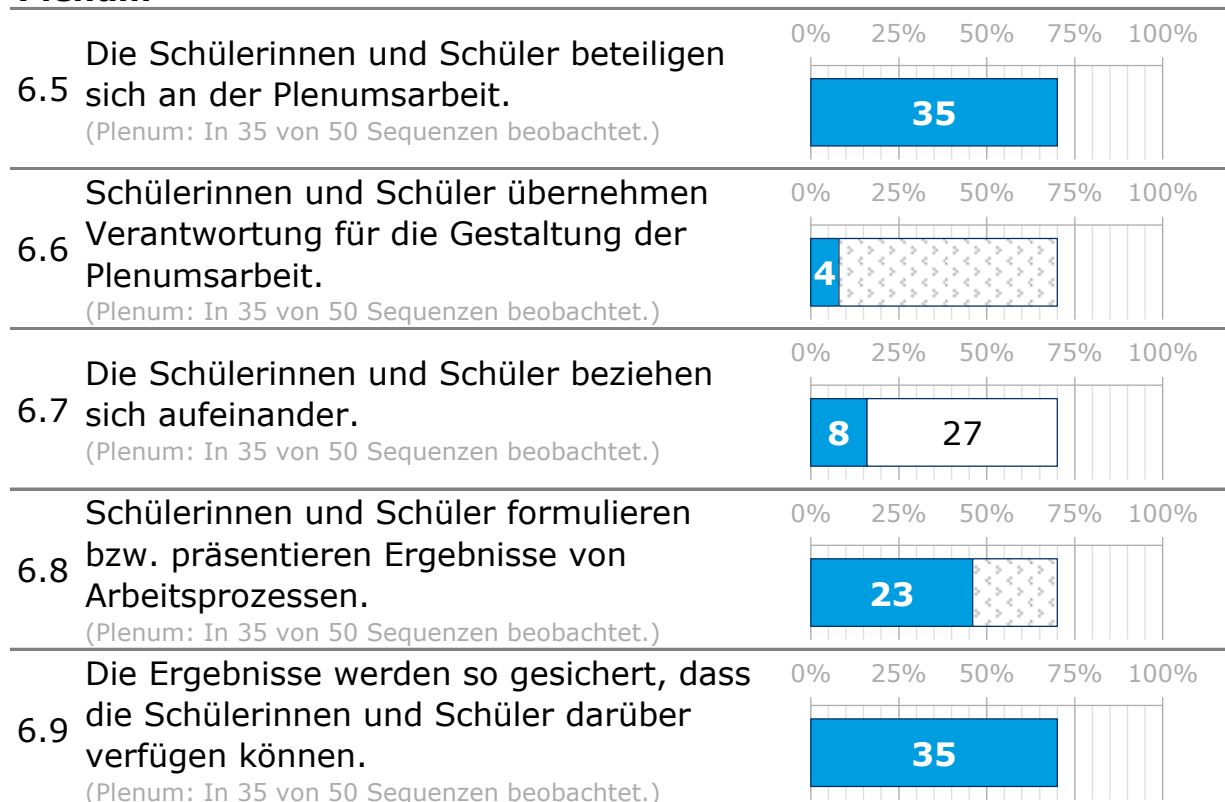 0% 25% 50% 75% 100%
Die Schülerinnen und Schüler beteiligen
6.5 sich an der Plenumsarbeit.
35
(Plenum: In 35 von 50 Sequenzen beobachtet.)
0% 25% 50% 75% 100%
Schülerinnen und Schüler übernehmen
6.6 Verantwortung für die Gestaltung der
4
Plenumsarbeit.
(Plenum: In 35 von 50 Sequenzen beobachtet.)
0% 25% 50% 75% 100%
Die Schülerinnen und Schüler beziehen
6.7 sich aufeinander.
8 27
(Plenum: In 35 von 50 Sequenzen beobachtet.)
0% 25% 50% 75% 100%
Schülerinnen und Schüler formulieren
6.8 bzw. präsentieren Ergebnisse von
23
Arbeitsprozessen.
(Plenum: In 35 von 50 Sequenzen beobachtet.)
0% 25% 50% 75% 100%
Die Ergebnisse werden so gesichert, dass
6.9 die Schülerinnen und Schüler darüber
35
verfügen können.
(Plenum: In 35 von 50 Sequenzen beobachtet.)